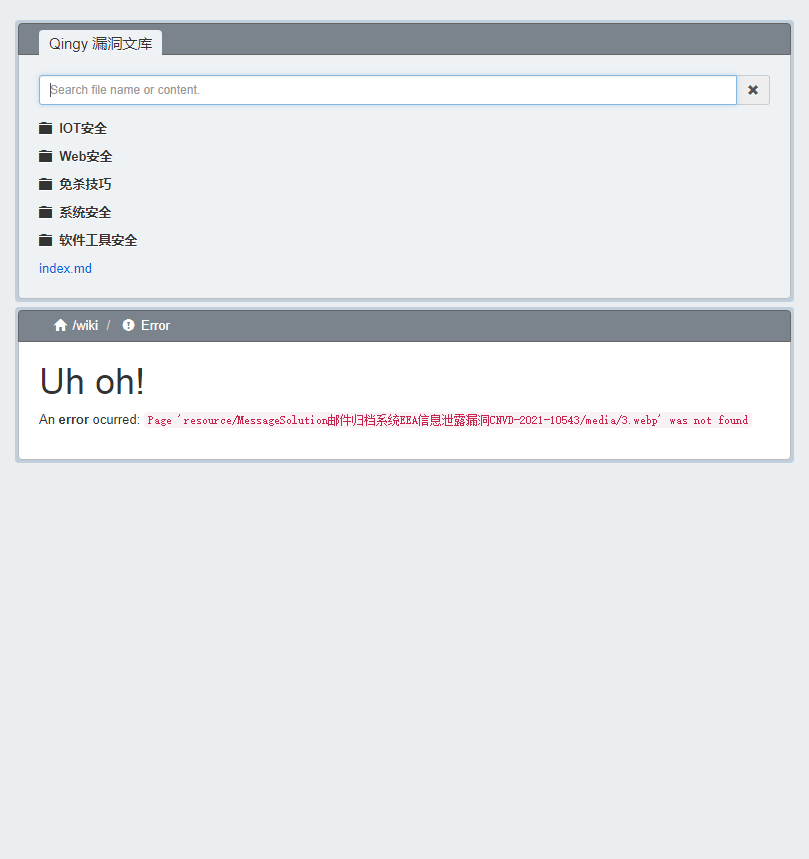 Qingy 漏洞文库
Search file name or content.
IOT安全
Web安全
免杀技巧
系统安全
软件工具安全
index.md
/wiki / Error
Uh oh!
An error ocurred: Page 'resource/MessageSolution邮件归档系统EEA信息泄露漏洞CNVD-2021-10543/media/3.webp' was not found